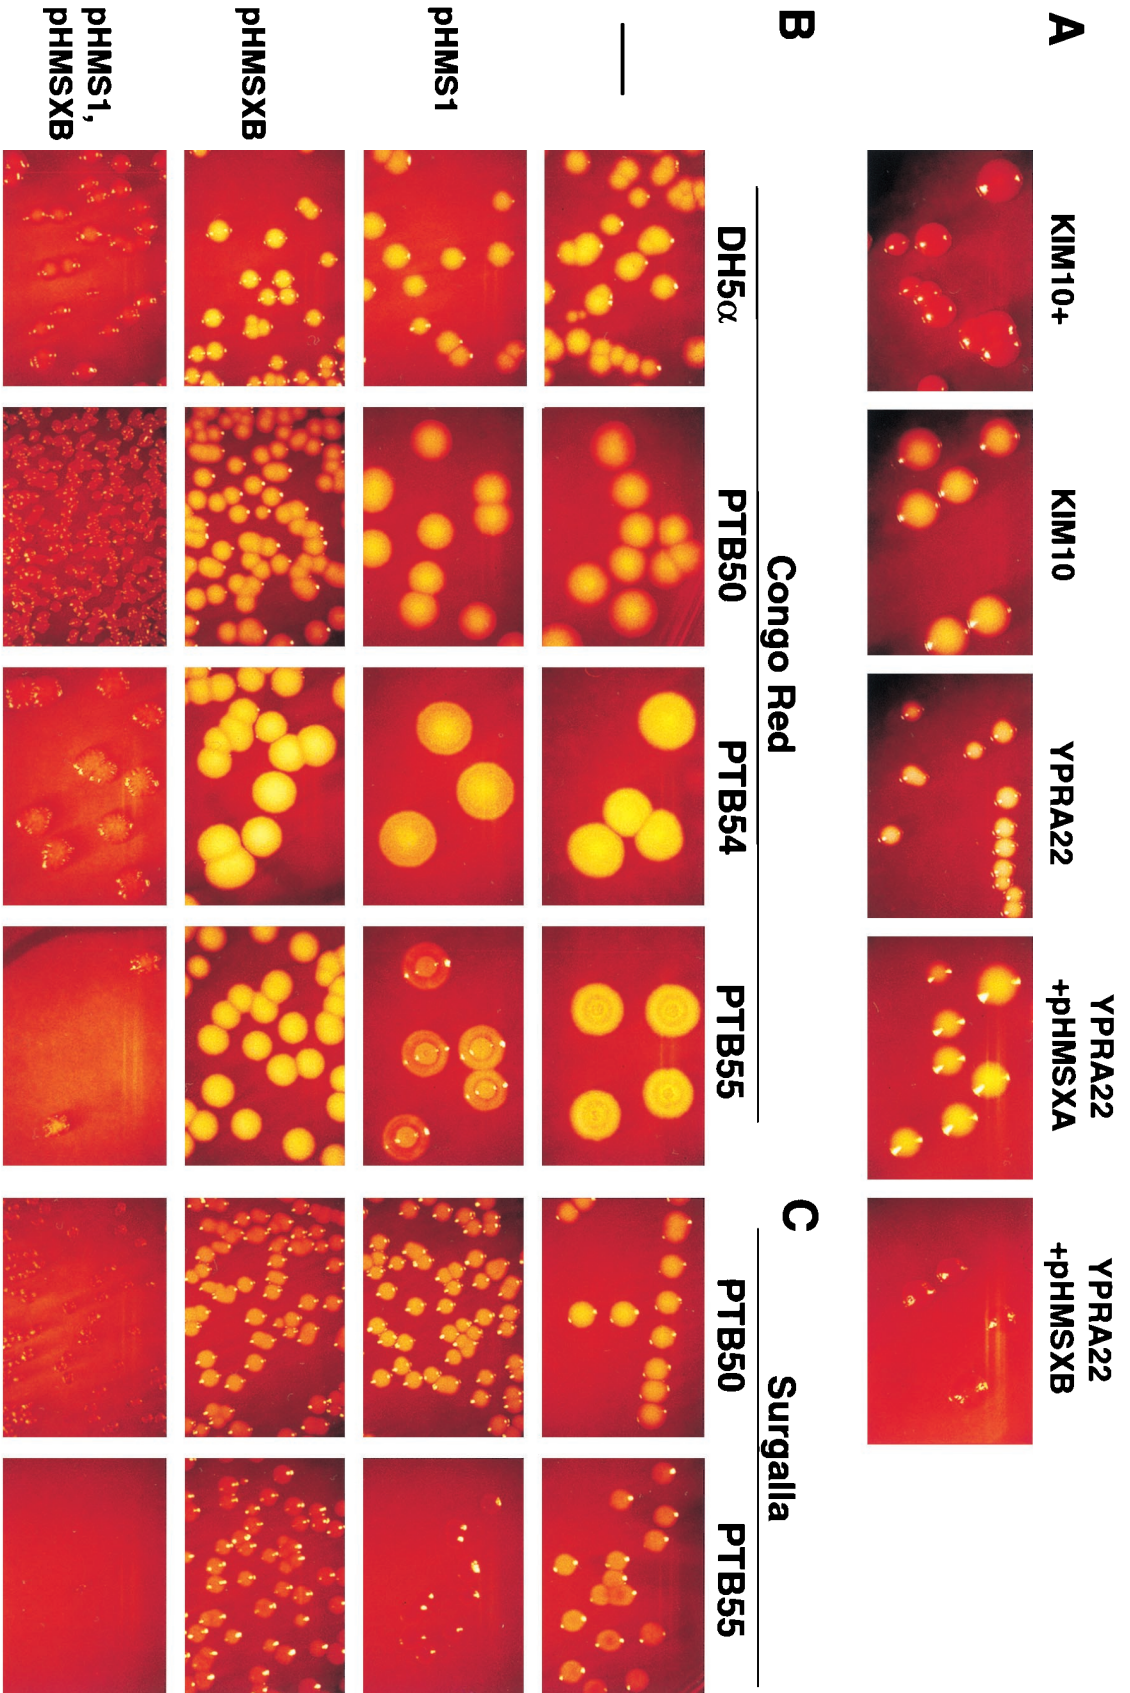 A
KIM10+
KIM10
YPRA22
YPRA22
+pHMSXA
YPRA22
+pHMSXB
B
Congo Red
DH5α
PTB50
PTB54
PTB55
C
Surgalla
PTB50
PTB55
—
pHMS1
pHMSXB
pHMS1,
pHMSXB